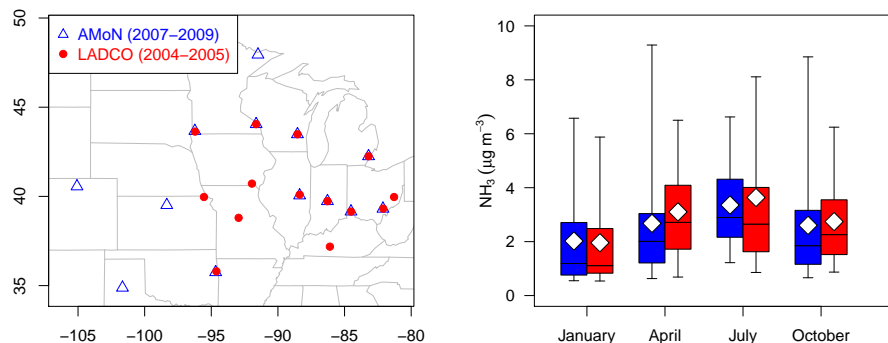 AMoN (2007−2009)
LADCO (2004−2005)
50
45
40
35
−105 −100 −95 −90 −85 −80
NH₃ (µg m⁻³)
10
8
6
4
2
0
January April July October